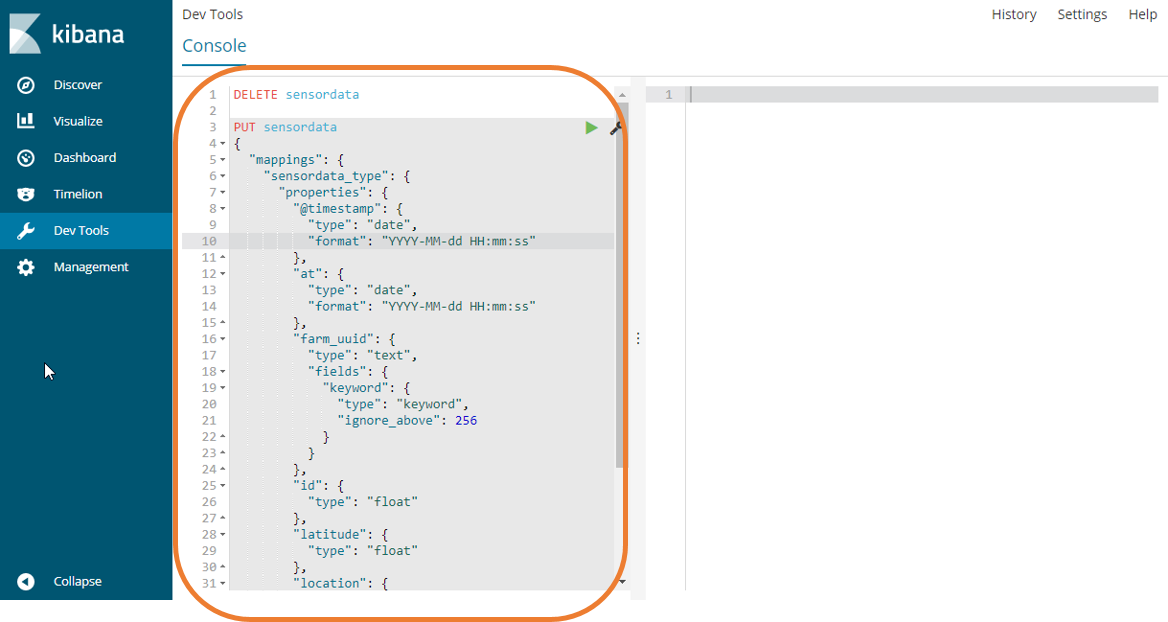 kibana
Discover
Visualize
Dashboard
Timelion
Dev Tools
Management
Collapse
Dev Tools
History Settings Help
Console
1 DELETE sensordata
2
3 PUT sensordata
4 {
5 "mappings": {
6 "sensordata_type": {
7 "properties": {
8 "@timestamp": {
9 "type": "date",
10 "format": "YYYY-MM-dd HH:mm:ss"
11 },
12 "at": {
13 "type": "date",
14 "format": "YYYY-MM-dd HH:mm:ss"
15 },
16 "farm_uuid": {
17 "type": "text",
18 "fields": {
19 "keyword": {
20 "type": "keyword",
21 "ignore_above": 256
22 }
23 }
24 },
25 "id": {
26 "type": "float"
27 },
28 "latitude": {
29 "type": "float"
30 },
31 "location": {
1